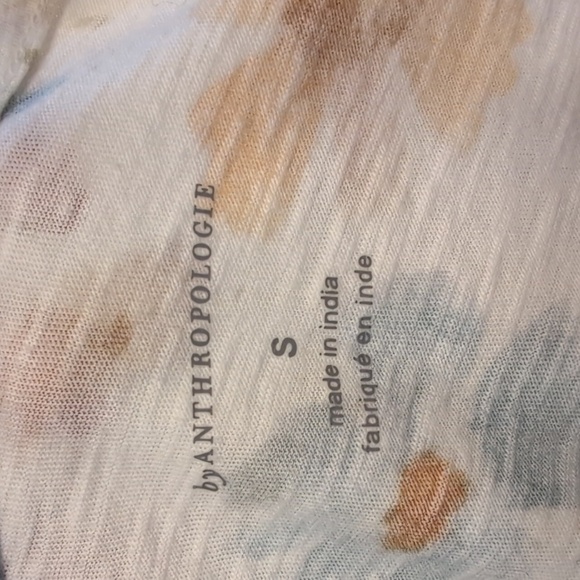 by ANTHROPOLOGIE
S
made in india
fabriqué en inde